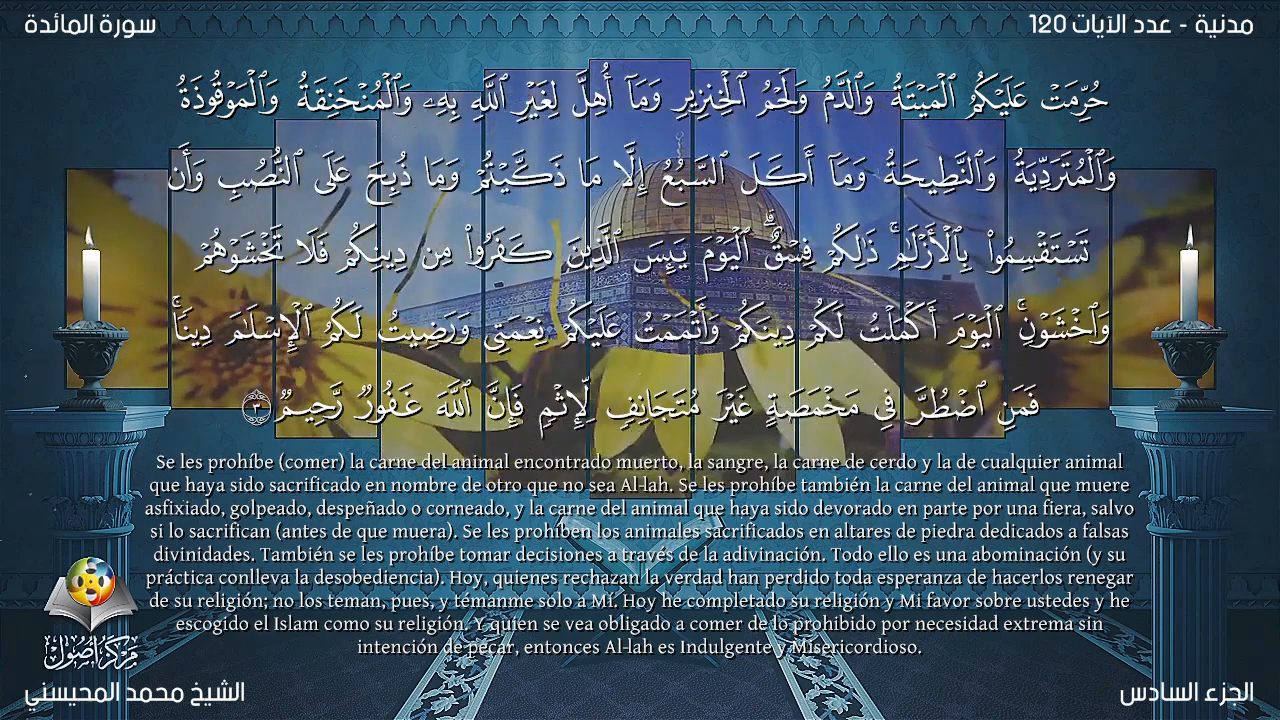 سورة المائدة
مدنية - عدد الآيات 120
حُرِّمَتْ عَلَيْكُمُ ٱلْمَيْتَةُ وَٱلدَّمُ وَلَحْمُ ٱلْخِنزِيرِ وَمَآ أُهِلَّ لِغَيْرِ ٱللَّهِ بِهِۦ وَٱلْمُنْخَنِقَةُ وَٱلْمَوْقُوذَةُ
وَٱلْمُتَرَدِّيَةُ وَٱلنَّطِيحَةُ وَمَآ أَكَلَ ٱلسَّبُعُ إِلَّا مَا ذَكَّيْتُمْ وَمَا ذُبِحَ عَلَى ٱلنُّصُبِ وَأَن
تَسْتَقْسِمُوا۟ بِٱلْأَزْلَٰمِ ۚ ذَٰلِكُمْ فِسْقٌ ۗ ٱلْيَوْمَ يَئِسَ ٱلَّذِينَ كَفَرُوا۟ مِن دِينِكُمْ فَلَا تَخْشَوْهُمْ
وَٱخْشَوْنِ ۚ ٱلْيَوْمَ أَكْمَلْتُ لَكُمْ دِينَكُمْ وَأَتْمَمْتُ عَلَيْكُمْ نِعْمَتِى وَرَضِيتُ لَكُمُ ٱلْإِسْلَٰمَ دِينًا ۚ
فَمَنِ ٱضْطُرَّ فِى مَخْمَصَةٍ غَيْرَ مُتَجَانِفٍ لِّإِثْمٍ فَإِنَّ ٱللَّهَ غَفُورٌ رَّحِيمٌ ٣
Se les prohíbe (comer) la carne del animal encontrado muerto, la sangre, la carne de cerdo y la de cualquier animal
que haya sido sacrificado en nombre de otro que no sea Al-lah. Se les prohíbe también la carne del animal que muere
asfixiado, golpeado, despeñado o corneado, y la carne del animal que haya sido devorado en parte por una fiera, salvo
si lo sacrifican (antes de que muera). Se les prohíben los animales sacrificados en altares de piedra dedicados a falsas
divinidades. También se les prohíbe tomar decisiones a través de la adivinación. Todo ello es una abominación (y su
práctica conlleva la desobediencia). Hoy, quienes rechazan la verdad han perdido toda esperanza de hacerlos renegar
de su religión; no los teman, pues, y témanme solo a Mí. Hoy he completado su religión y Mi favor sobre ustedes y he
escogido el Islam como su religión. Y quien se vea obligado a comer de lo prohibido por necesidad extrema sin
intención de pecar, entonces Al-lah es Indulgente y Misericordioso.
مركز أصول
الشيخ محمد المحيسني
الجزء السادس